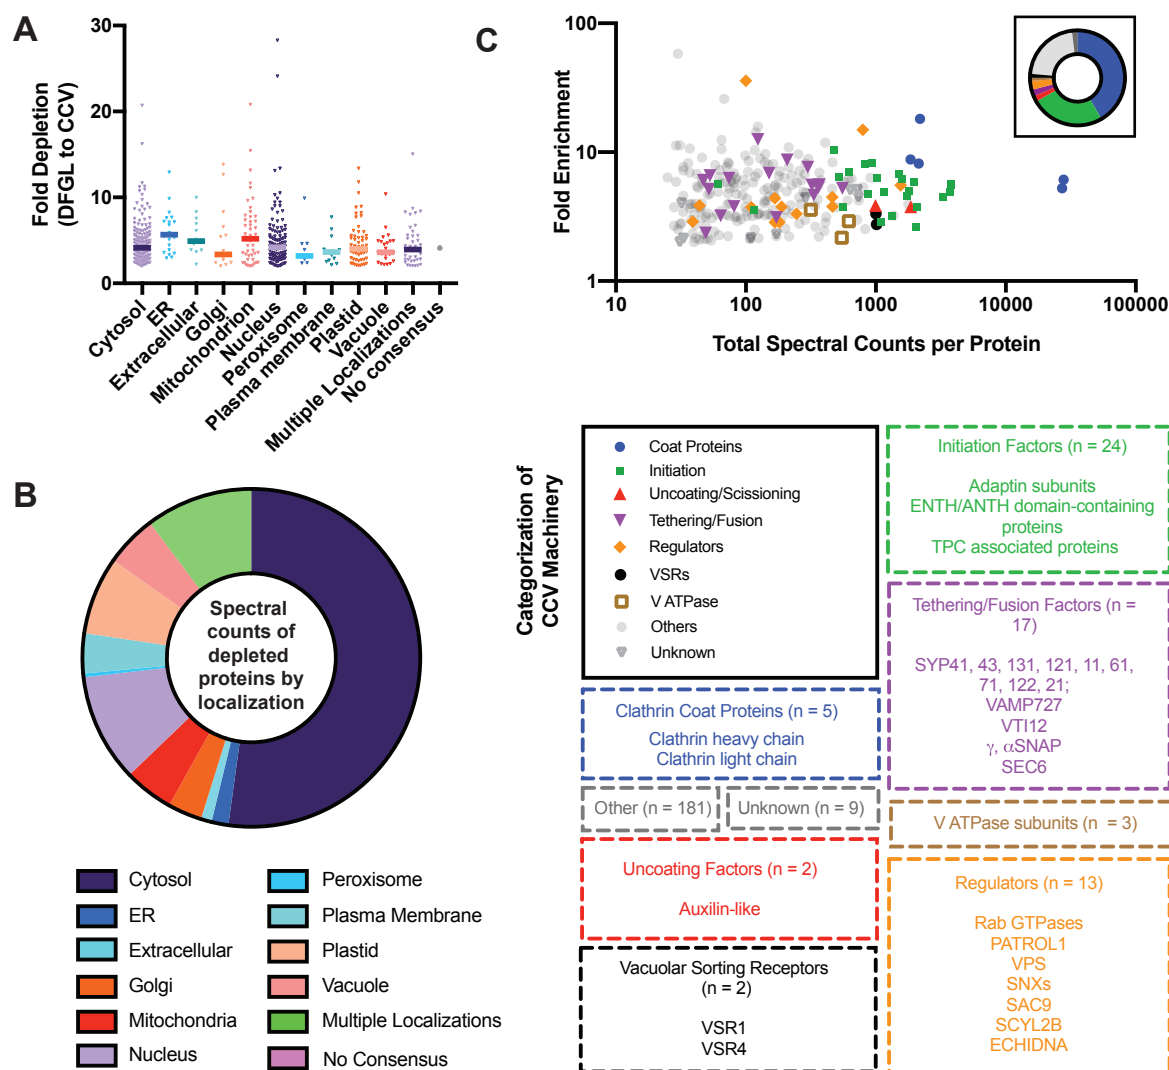 A
Fold Depletion
(DFGL to CCV)
30
20
10
0
Cytosol
ER
Extracellular
Golgi
Mitochondrion
Nucleus
Peroxisome
Plasma membrane
Plastid
Vacuole
Multiple Localizations
No consensus
B
Spectral
counts of
depleted
proteins by
localization
Cytosol
ER
Extracellular
Golgi
Mitochondria
Nucleus
Peroxisome
Plasma Membrane
Plastid
Vacuole
Multiple Localizations
No Consensus
C
Fold Enrichment
100
10
1
10
100
1000
10000
100000
Total Spectral Counts per Protein
Categorization of
CCV Machinery
Coat Proteins
Initiation
Uncoating/Scissioning
Tethering/Fusion
Regulators
VSRs
V ATPase
Others
Unknown
Clathrin Coat Proteins (n = 5)
Clathrin heavy chain
Clathrin light chain
Other (n = 181)
Unknown (n = 9)
Uncoating Factors (n = 2)
Auxilin-like
Vacuolar Sorting Receptors
(n = 2)
VSR1
VSR4
Initiation Factors (n = 24)
Adaptin subunits
ENTH/ANTH domain-containing
proteins
TPC associated proteins
Tethering/Fusion Factors (n =
17)
SYP41, 43, 131, 121, 11, 61,
71, 122, 21;
VAMP727
VTI12
γ, αSNAP
SEC6
V ATPase subunits (n = 3)
Regulators (n = 13)
Rab GTPases
PATROL1
VPS
SNXs
SAC9
SCYL2B
ECHIDNA